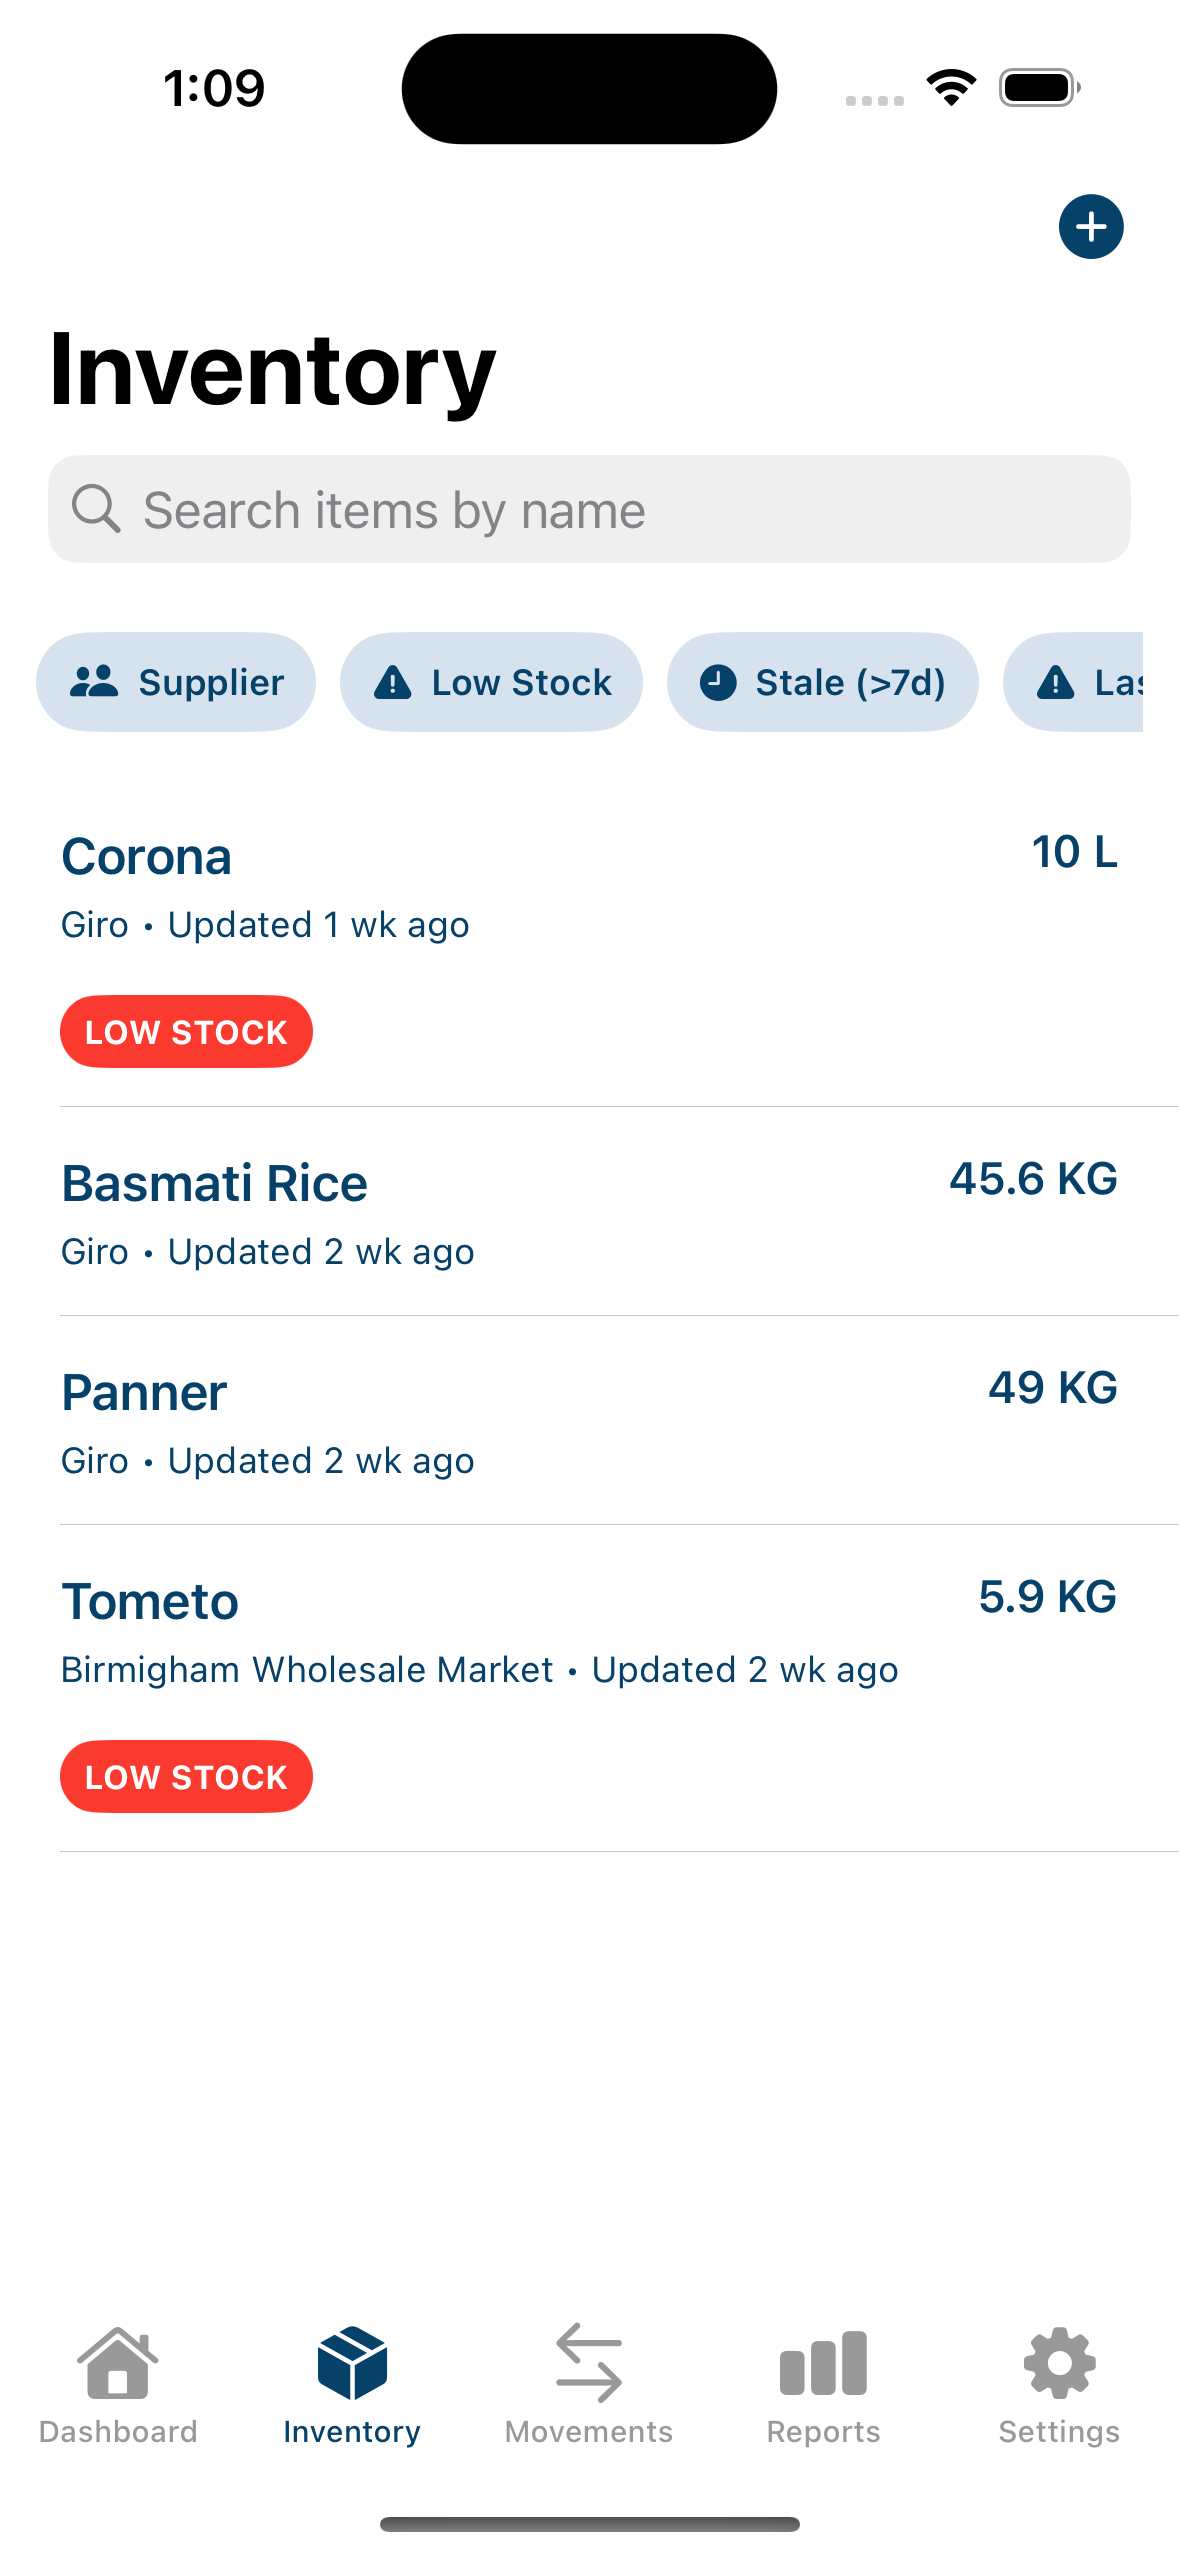 1:09
Inventory
Search items by name
Supplier
Low Stock
Stale (>7d)
Corona
10 L
Giro • Updated 1 wk ago
LOW STOCK
Basmati Rice
45.6 KG
Giro • Updated 2 wk ago
Panner
49 KG
Giro • Updated 2 wk ago
Tometo
5.9 KG
Birmigham Wholesale Market • Updated 2 wk ago
LOW STOCK
Dashboard
Inventory
Movements
Reports
Settings